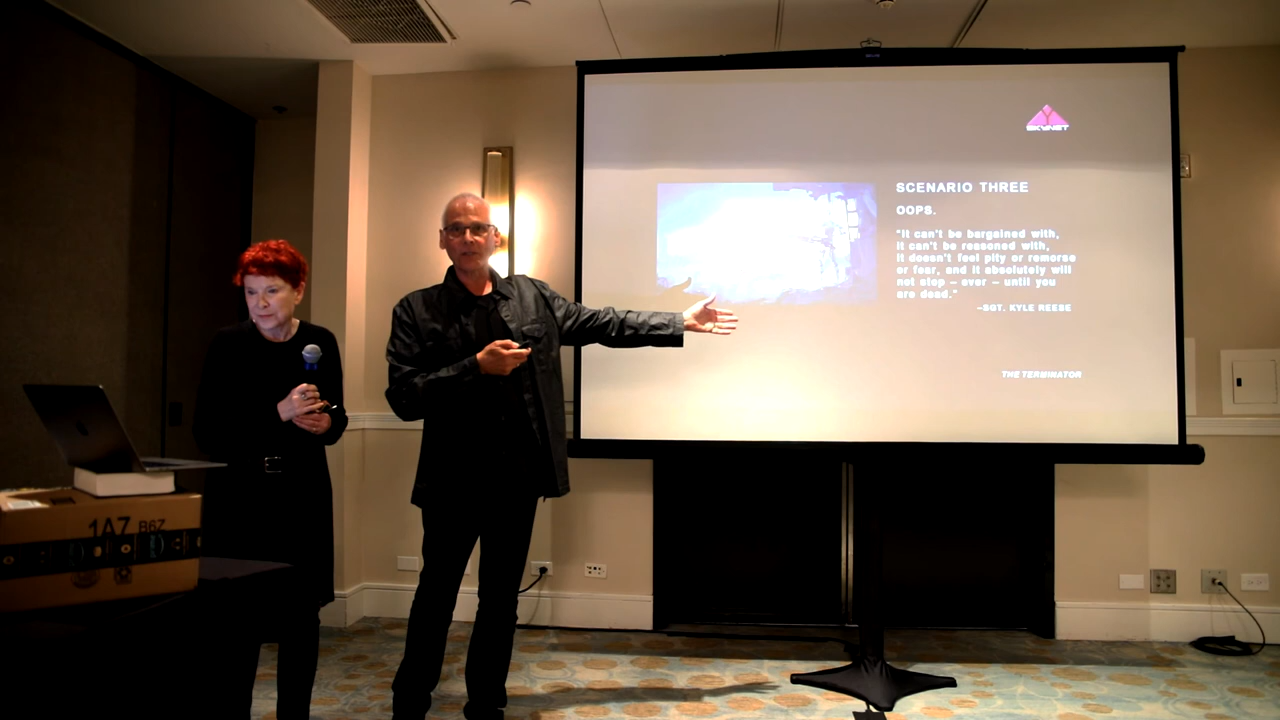 SKYNET
SCENARIO THREE
OOPS.
"It can't be bargained with,
it can't be reasoned with,
it doesn't feel pity or remorse
or fear, and it absolutely will
not stop – ever – until you
are dead."
–SGT. KYLE REESE
THE TERMINATOR
1A7 B6Z